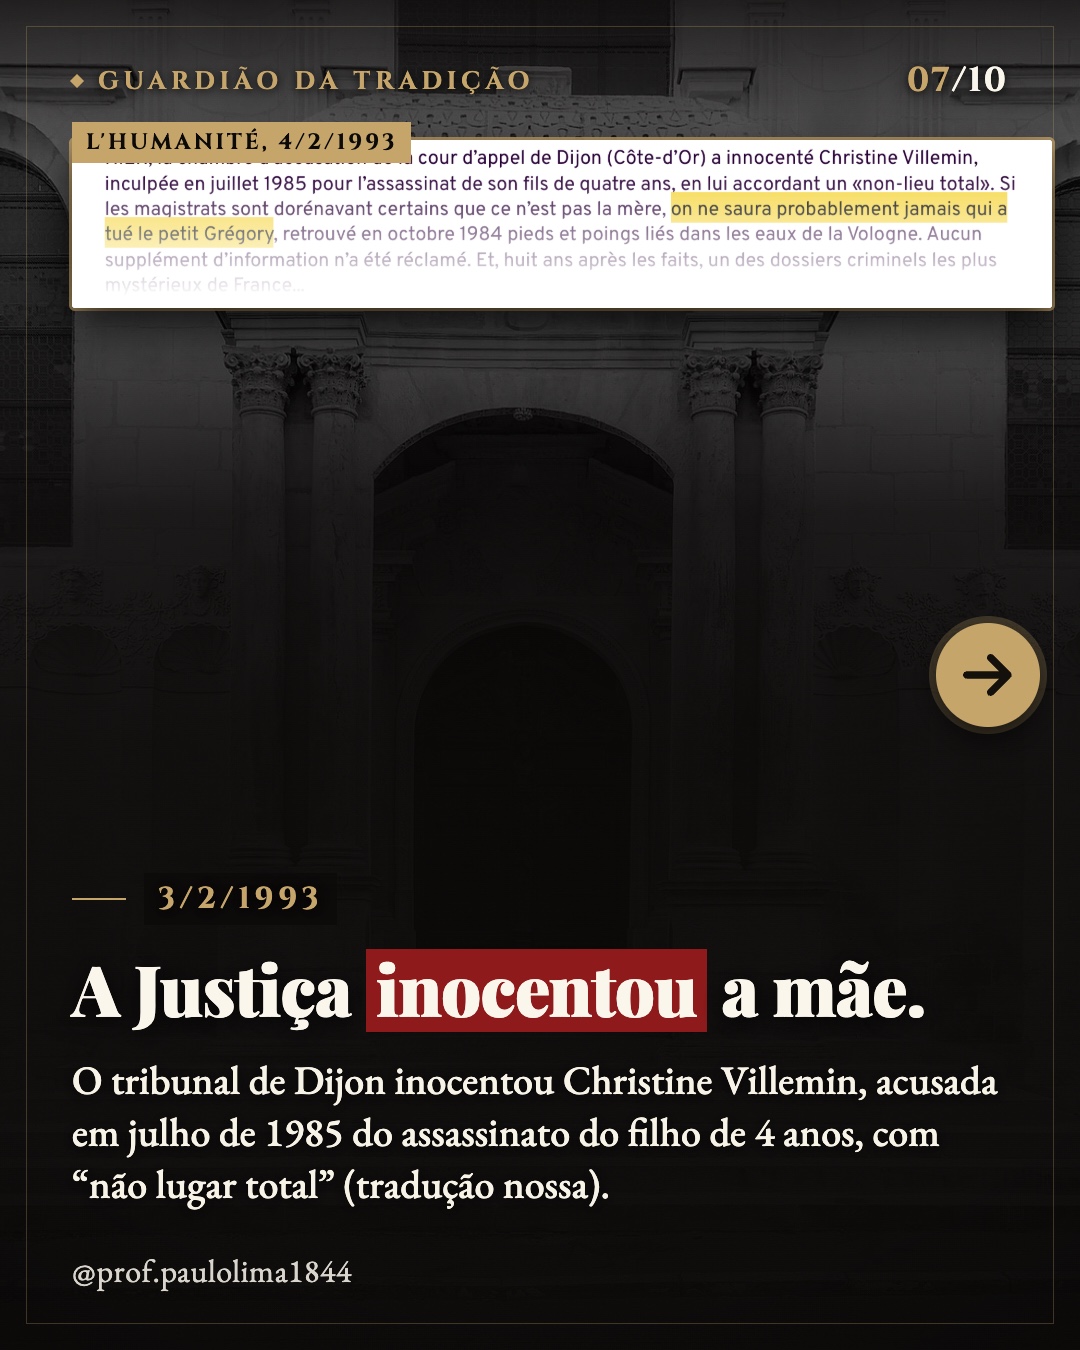 ◆ GUARDIÃO DA TRADIÇÃO
07/10
L'HUMANITÉ, 4/2/1993
cour d’appel de Dijon (Côte-d’Or) a innocenté Christine Villemin,
inculpée en juillet 1985 pour l’assassinat de son fils de quatre ans, en lui accordant un «non-lieu total». Si
les magistrats sont dorénavant certains que ce n’est pas la mère, on ne saura probablement jamais qui a
tué le petit Grégory, retrouvé en octobre 1984 pieds et poings liés dans les eaux de la Vologne. Aucun
supplément d’information n’a été réclamé. Et, huit ans après les faits, un des dossiers criminels les plus
mystérieux de France...
3/2/1993
A Justiça inocentou a mãe.
O tribunal de Dijon inocentou Christine Villemin, acusada
em julho de 1985 do assassinato do filho de 4 anos, com
“não lugar total” (tradução nossa).
@prof.paulolima1844